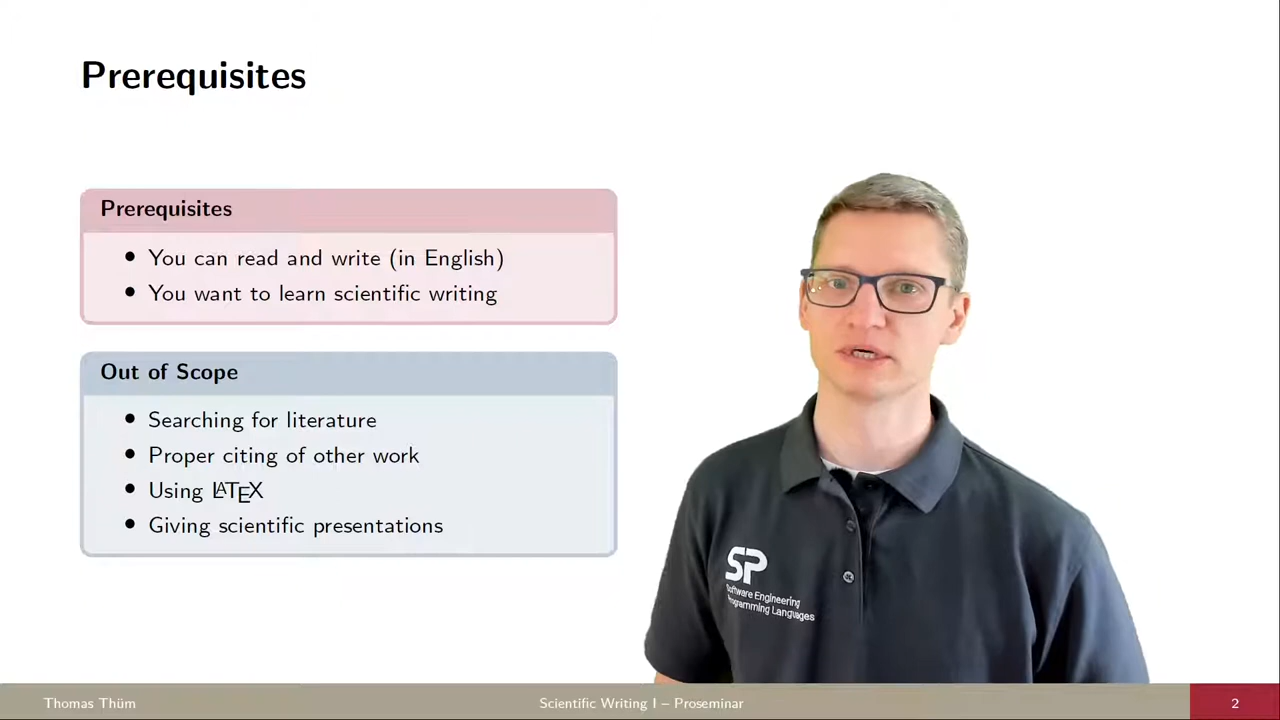 Prerequisites
Prerequisites
• You can read and write (in English)
• You want to learn scientific writing
Out of Scope
• Searching for literature
• Proper citing of other work
• Using LATEX
• Giving scientific presentations
SP
Software Engineering
Programming Languages
Thomas Thüm
Scientific Writing I – Proseminar
2